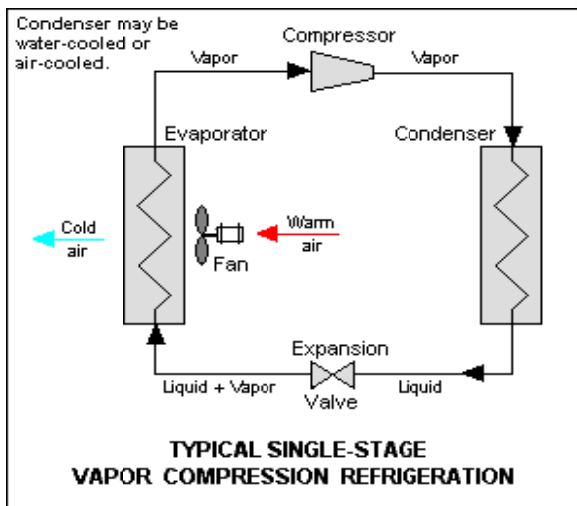 Condenser may be
water-cooled or
air-cooled.
Compressor
Vapor
Vapor
Evaporator
Condenser
Cold
air
Warm
air
Fan
Expansion
Valve
Liquid + Vapor
Liquid
TYPICAL SINGLE-STAGE
VAPOR COMPRESSION REFRIGERATION